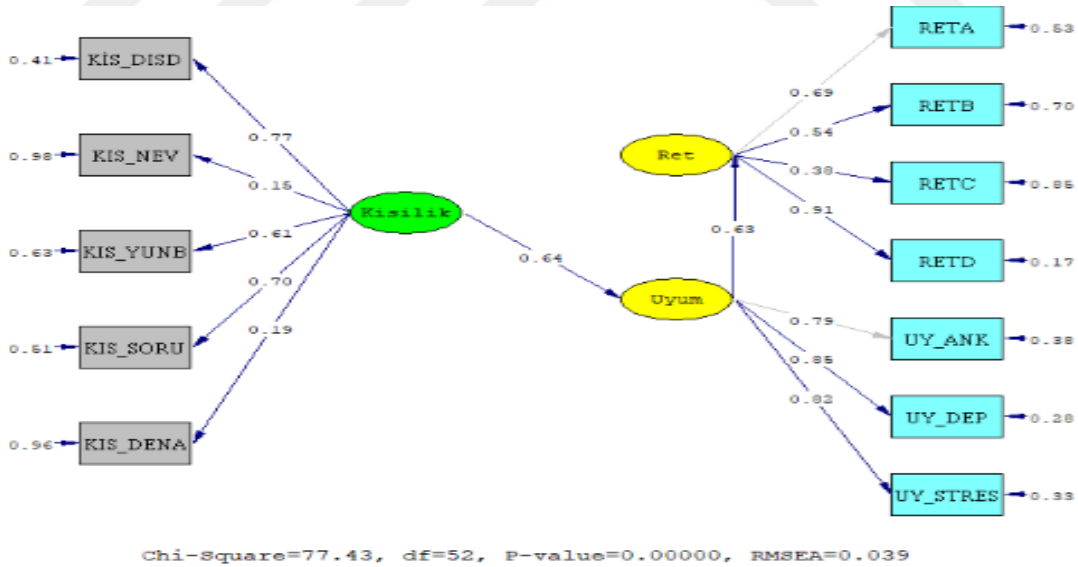 0.41 KİS_DISD 0.77
0.98 KIS_NEV 0.15
0.63 KIS_YUNB 0.61
0.51 KIS_SORU 0.70
0.96 KIS_DENA 0.19
Kisilik
0.64
Ret
0.63
Uyum
0.69 RETA 0.53
0.54 RETB 0.70
0.38 RETC 0.85
0.91 RETD 0.17
0.79 UY_ANK 0.38
0.85 UY_DEP 0.28
0.82 UY_STRES 0.33
Chi-Square=77.43, df=52, P-value=0.00000, RMSEA=0.039